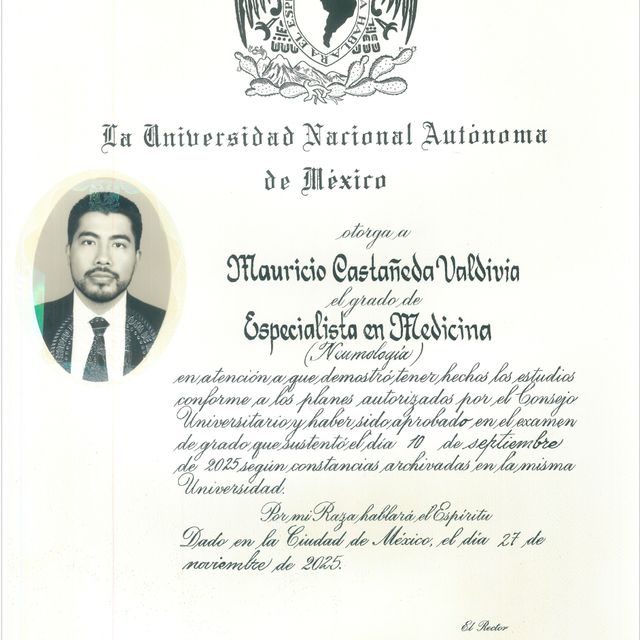 HABLARA EL ESP
La Universidad Nacional Autónoma
de México
otorga a
Mauricio Castañeda Valdivia
el grado de
Especialista en Medicina
(Neumología)
en atención a que demostró tener hechos los estudios
conforme a los planes autorizados por el Consejo
Universitario y haber sido aprobado en el examen
de grado que sustentó el día 10 de septiembre
de 2025 según constancias archivadas en la misma
Universidad.
Por mi Raza hablará el Espíritu
Dado en la Ciudad de México, el día 27 de
noviembre de 2025.
El Rector